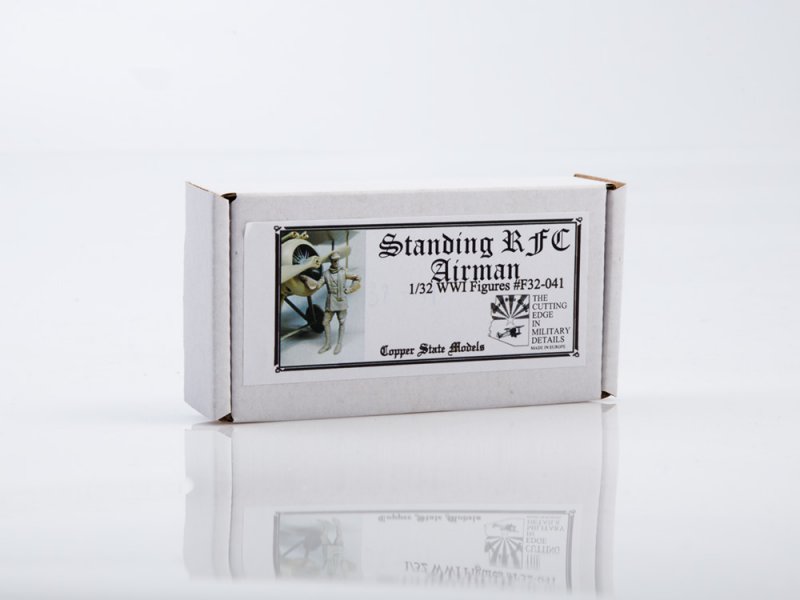 Standing RFC
Airman
1/32 WWI Figures #F32-041
THE
CUTTING
EDGE
IN
MILITARY
DETAILS
MADE IN EUROPE
Copper State Models